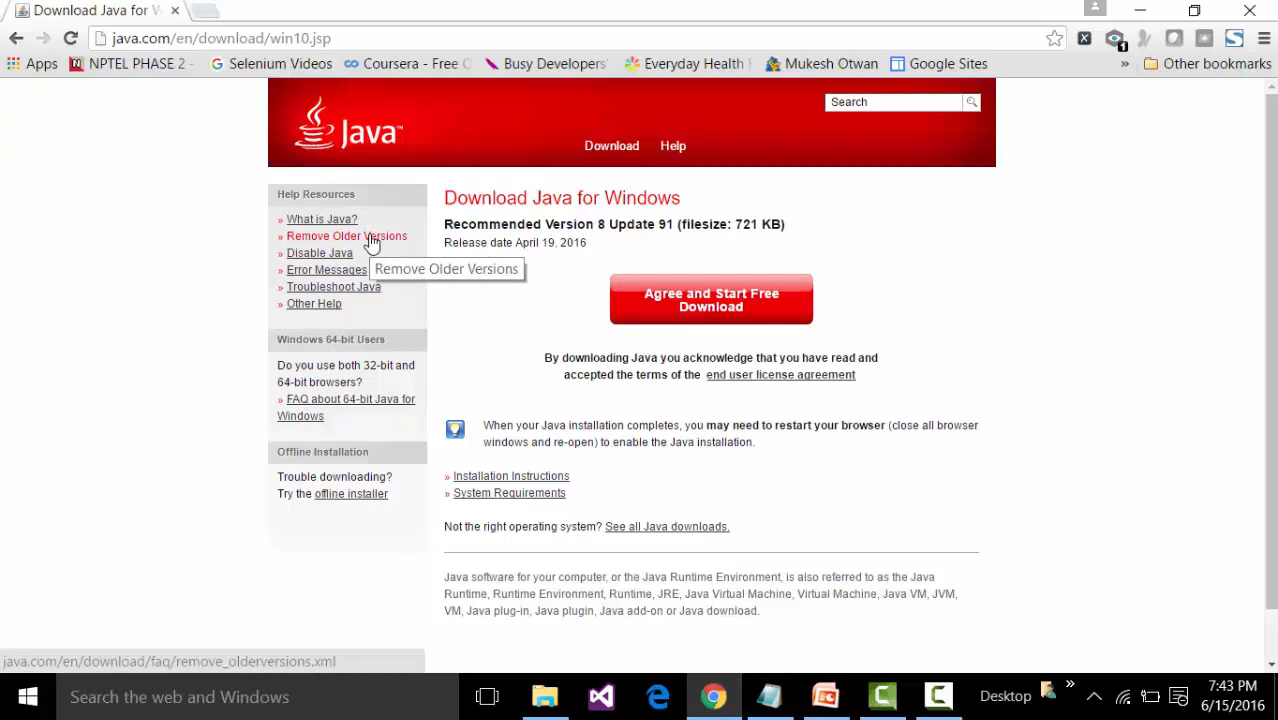 Download Java for W
java.com/en/download/win10.jsp
1
Apps NPTEL PHASE 2 - Selenium Videos Coursera - Free O Busy Developers' Everyday Health Mukesh Otwan Google Sites » Other bookmarks
Java™
Search
Download Help
Help Resources
» What is Java?
» Remove Older Versions
» Disable Java
» Error Messages
» Troubleshoot Java
» Other Help
Remove Older Versions
Windows 64-bit Users
Do you use both 32-bit and
64-bit browsers?
» FAQ about 64-bit Java for
Windows
Offline Installation
Trouble downloading?
Try the offline installer
Download Java for Windows
Recommended Version 8 Update 91 (filesize: 721 KB)
Release date April 19, 2016
Agree and Start Free
Download
By downloading Java you acknowledge that you have read and
accepted the terms of the end user license agreement
When your Java installation completes, you may need to restart your browser (close all browser
windows and re-open) to enable the Java installation.
» Installation Instructions
» System Requirements
Not the right operating system? See all Java downloads.
Java software for your computer, or the Java Runtime Environment, is also referred to as the Java
Runtime, Runtime Environment, Runtime, JRE, Java Virtual Machine, Virtual Machine, Java VM, JVM,
VM, Java plug-in, Java plugin, Java add-on or Java download.
java.com/en/download/faq/remove_olderversions.xml
Search the web and Windows
Desktop »
7:43 PM
6/15/2016